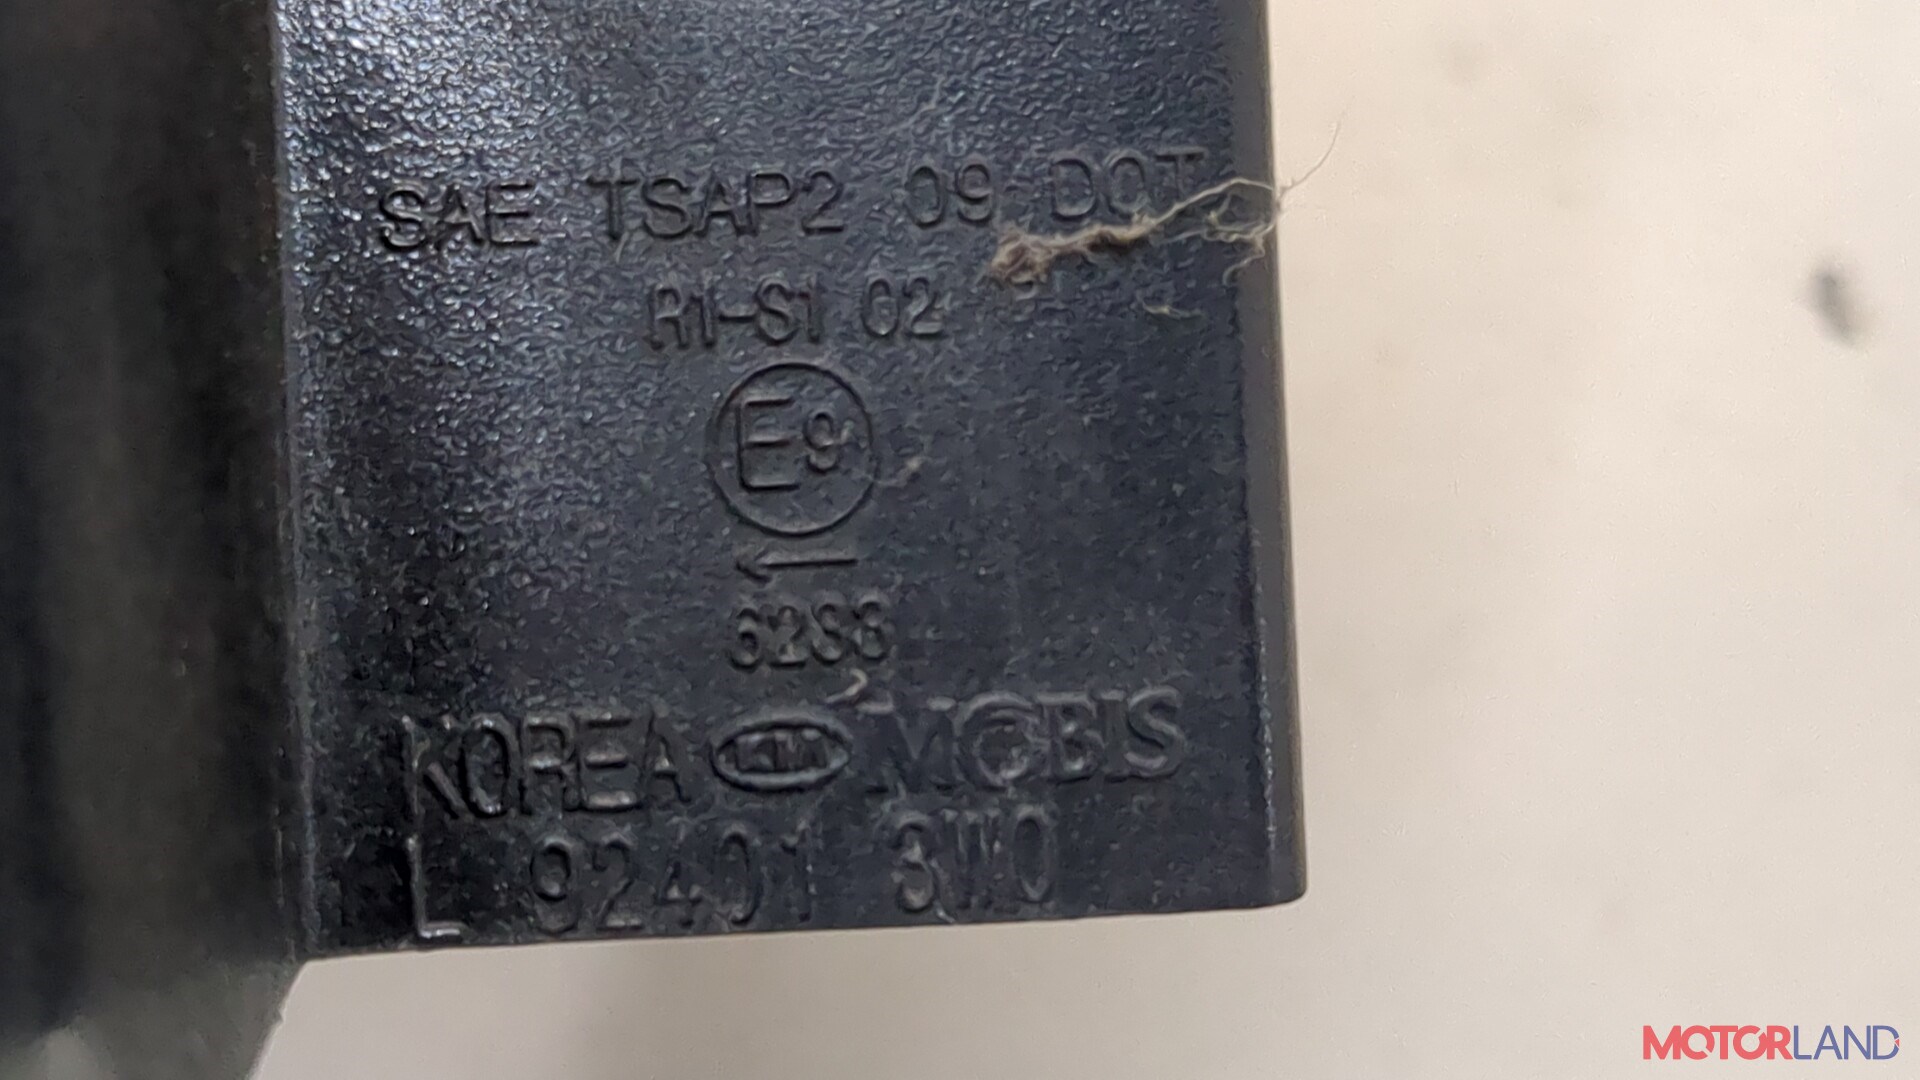 SAE TSAP2 09 DOT
R1-S1 02
E9
←
6288
KOREA KIA MOBIS
L 92401 3W0
MOTORLAND